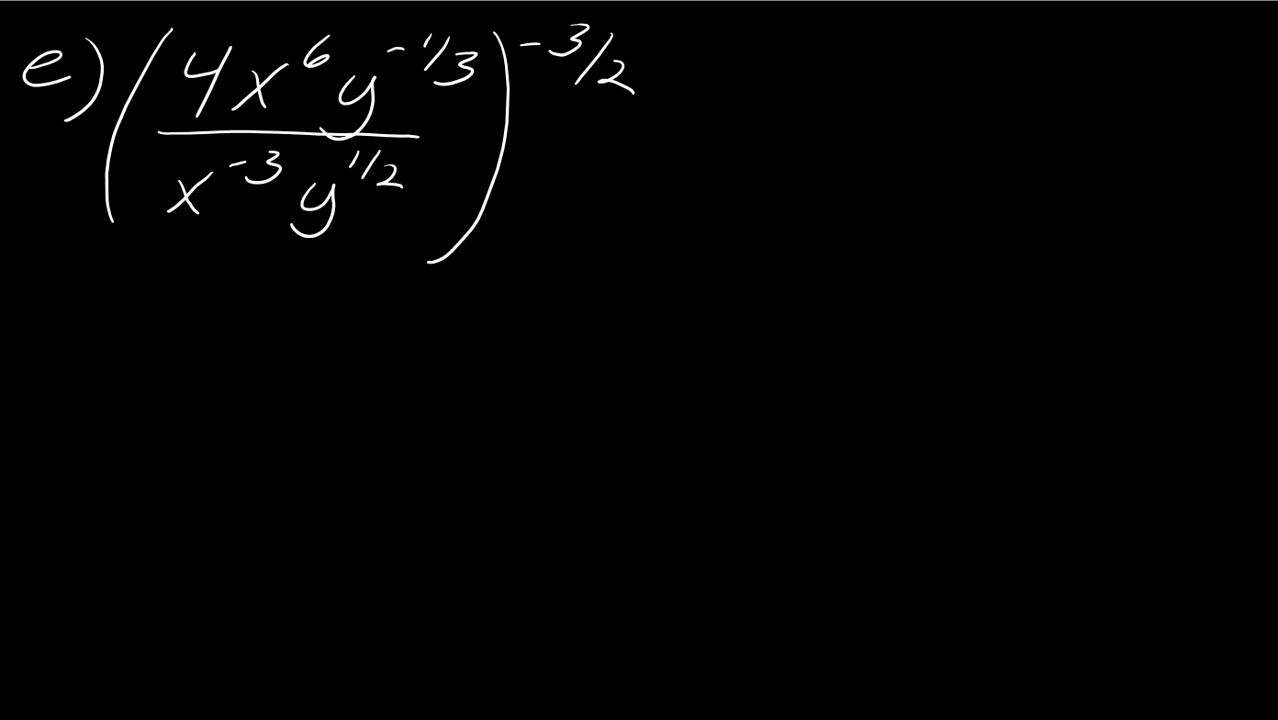 e) (4x^6 y^{-1/3} / x^{-3} y^{1/2})^{-3/2}